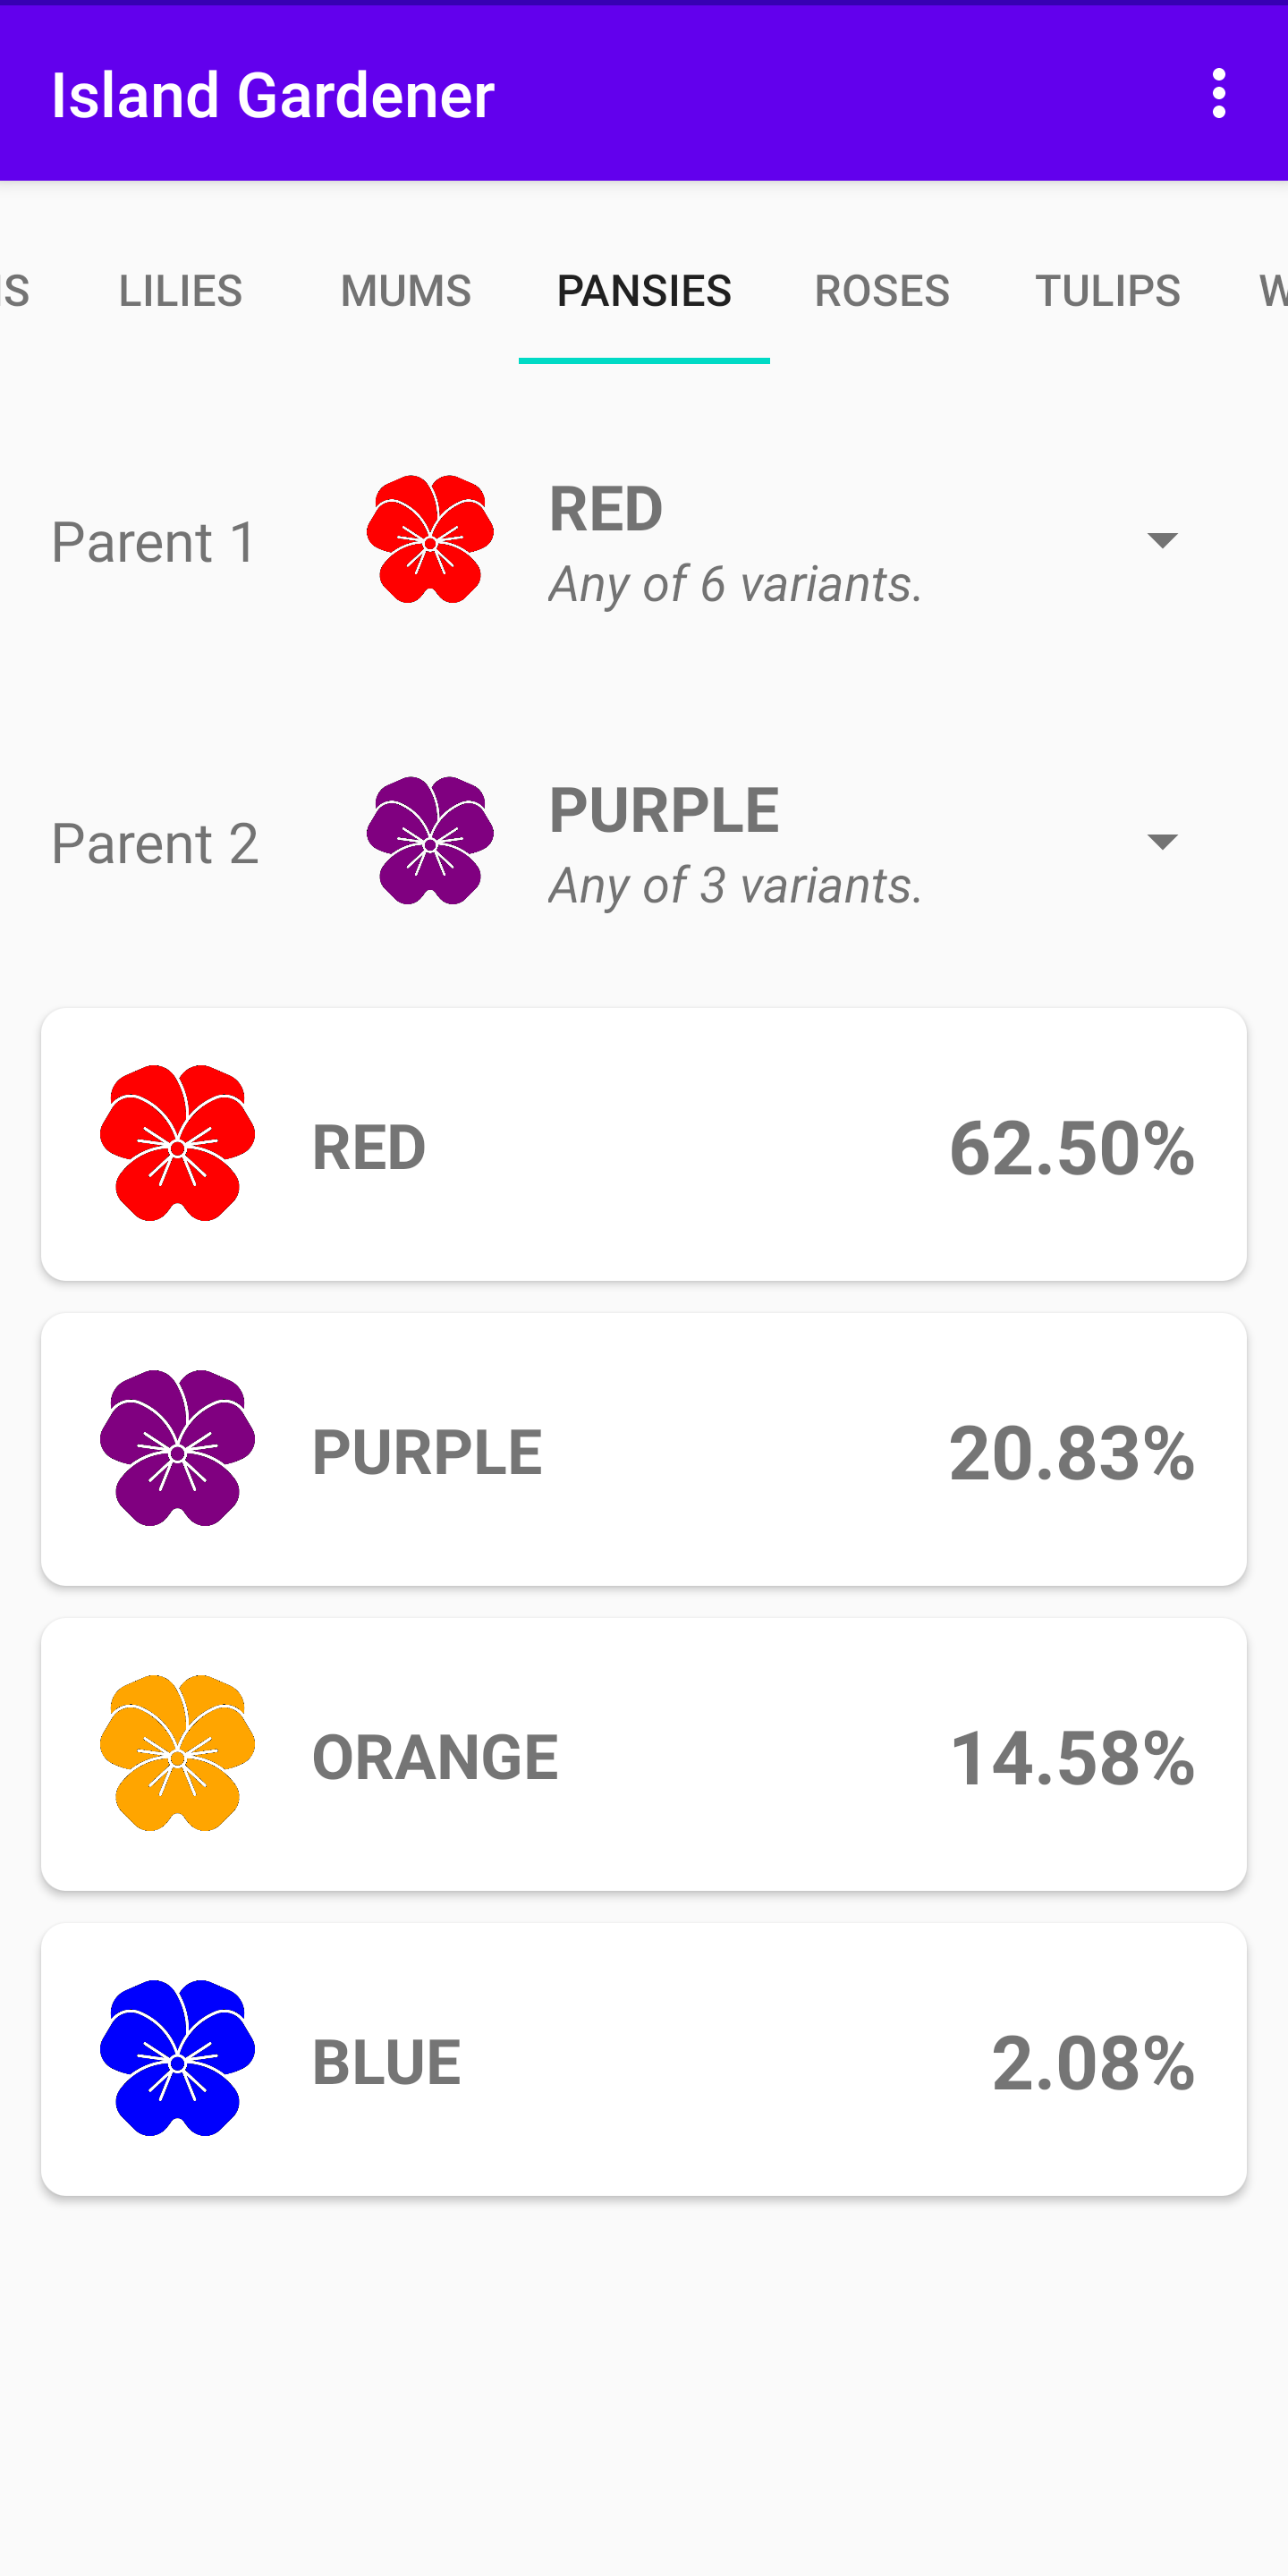 Island Gardener
LILIES MUMS PANSIES ROSES TULIPS
Parent 1
RED
Any of 6 variants.
Parent 2
PURPLE
Any of 3 variants.
RED 62.50%
PURPLE 20.83%
ORANGE 14.58%
BLUE 2.08%